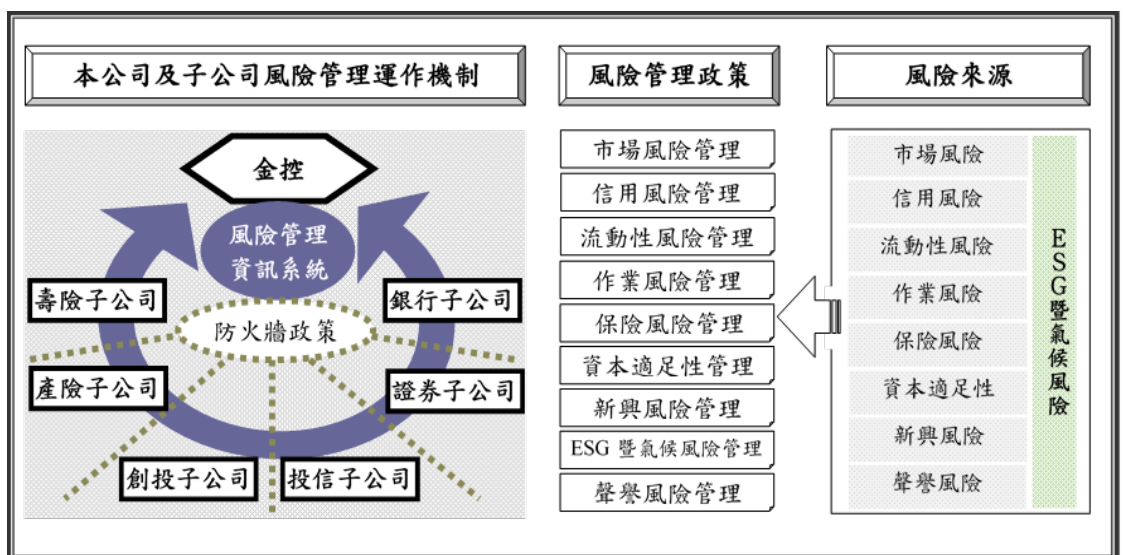 本公司及子公司風險管理運作機制
金控
風險管理
資訊系統
防火牆政策
壽險子公司
銀行子公司
產險子公司
證券子公司
創投子公司
投信子公司
風險管理政策
市場風險管理
信用風險管理
流動性風險管理
作業風險管理
保險風險管理
資本適足性管理
新興風險管理
ESG 暨氣候風險管理
聲譽風險管理
風險來源
市場風險
信用風險
流動性風險
作業風險
保險風險
資本適足性
新興風險
聲譽風險
ESG暨氣候風險